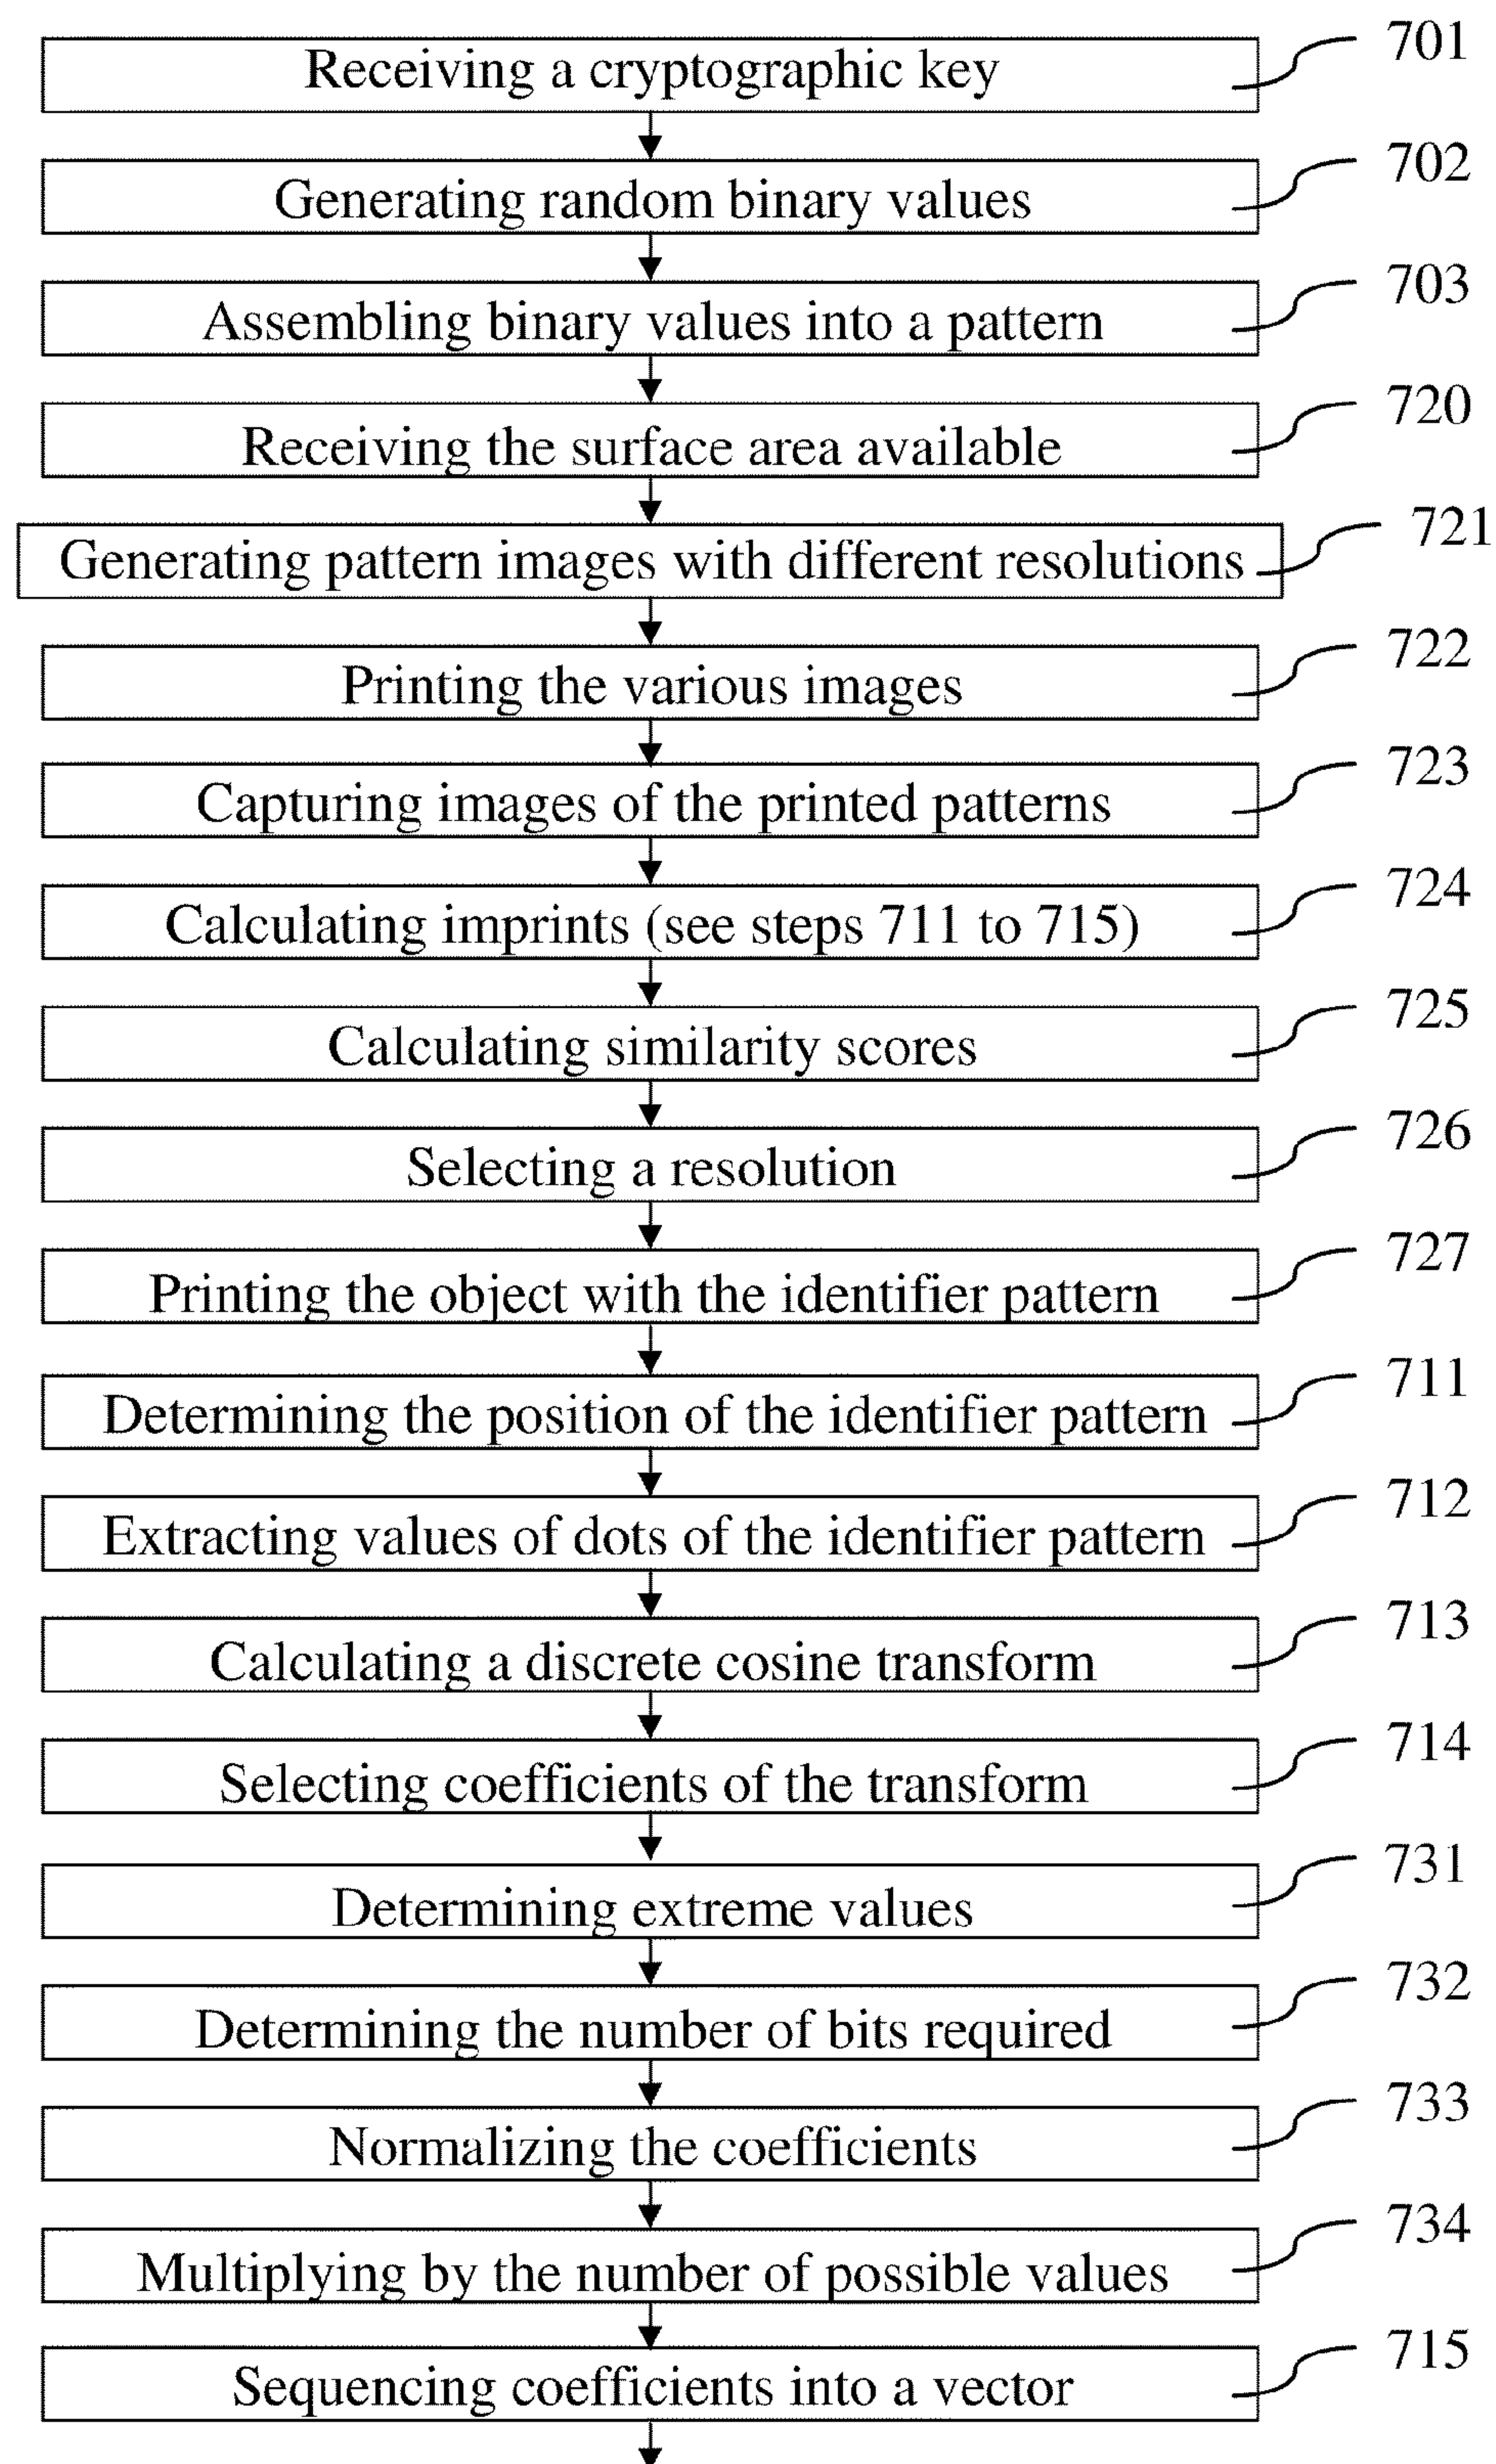 Receiving a cryptographic key 701
Generating random binary values 702
Assembling binary values into a pattern 703
Receiving the surface area available 720
Generating pattern images with different resolutions 721
Printing the various images 722
Capturing images of the printed patterns 723
Calculating imprints (see steps 711 to 715) 724
Calculating similarity scores 725
Selecting a resolution 726
Printing the object with the identifier pattern 727
Determining the position of the identifier pattern 711
Extracting values of dots of the identifier pattern 712
Calculating a discrete cosine transform 713
Selecting coefficients of the transform 714
Determining extreme values 731
Determining the number of bits required 732
Normalizing the coefficients 733
Multiplying by the number of possible values 734
Sequencing coefficients into a vector 715